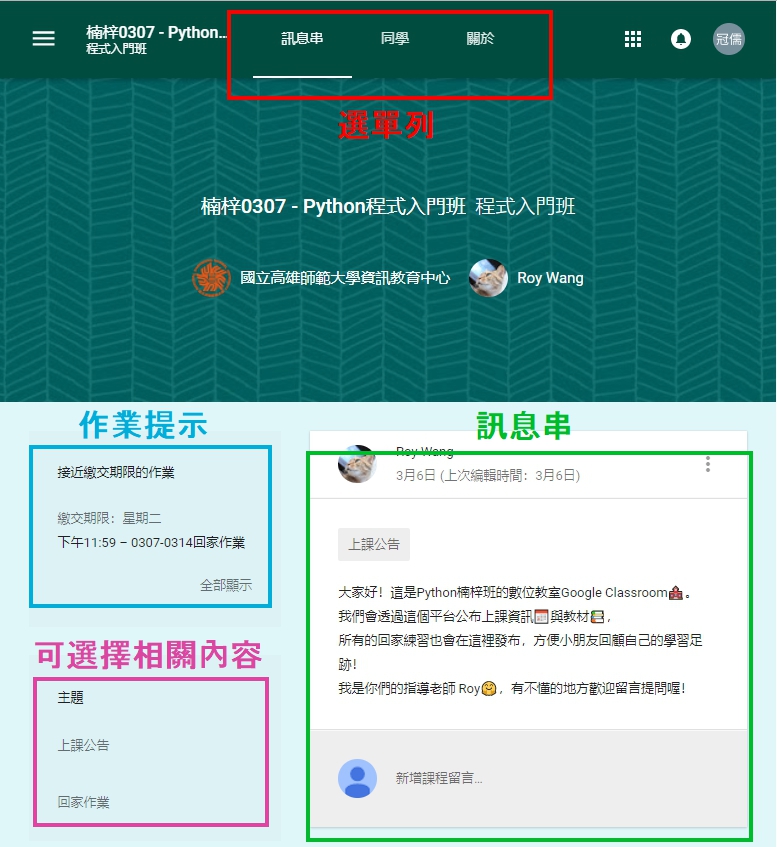 楠梓0307 - Python...
程式入門班
訊息串
同學
關於
冠儒
選單列
楠梓0307 - Python程式入門班 程式入門班
國立高雄師範大學資訊教育中心
Roy Wang
作業提示
接近繳交期限的作業
繳交期限：星期二
下午11:59 – 0307-0314回家作業
全部顯示
可選擇相關內容
主題
上課公告
回家作業
訊息串
Roy Wang
3月6日 (上次編輯時間：3月6日)
上課公告
大家好！這是Python楠梓班的數位教室Google Classroom🏫。
我們會透過這個平台公布上課資訊📅與教材📚，
所有的回家練習也會在這裡發布，方便小朋友回顧自己的學習足
跡！
我是你們的指導老師 Roy🤗，有不懂的地方歡迎留言提問喔！
新增課程留言...